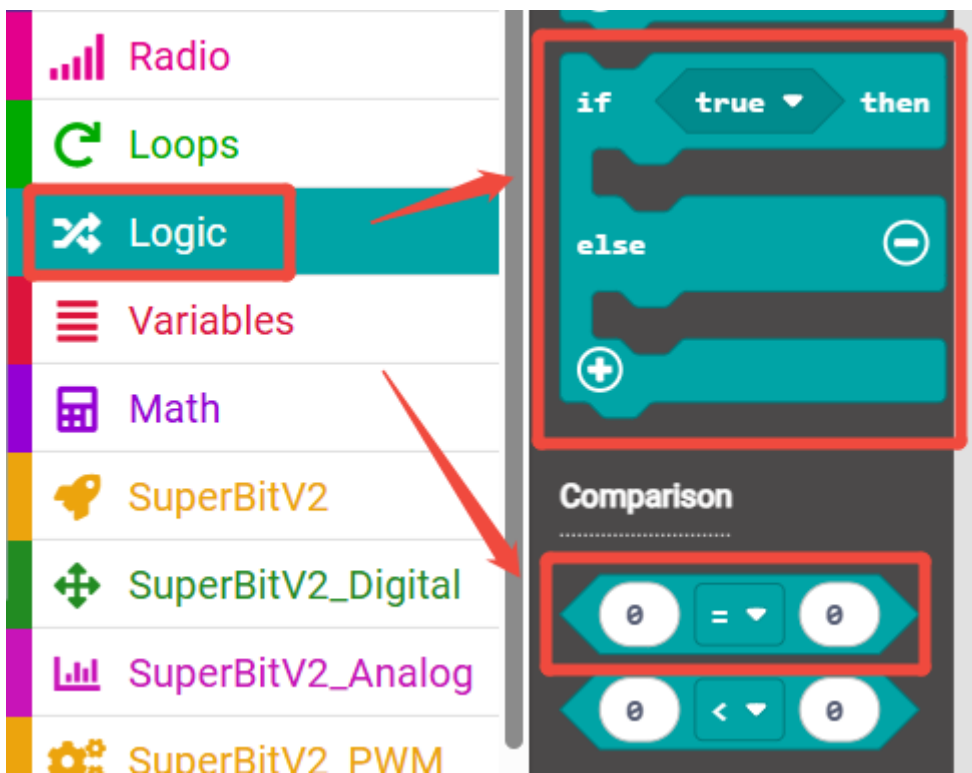 Radio
Loops
Logic
Variables
Math
SuperBitV2
SuperBitV2_Digital
SuperBitV2_Analog
SuperBitV2_PWM
if true then
else
Comparison
0 = 0
0 < 0